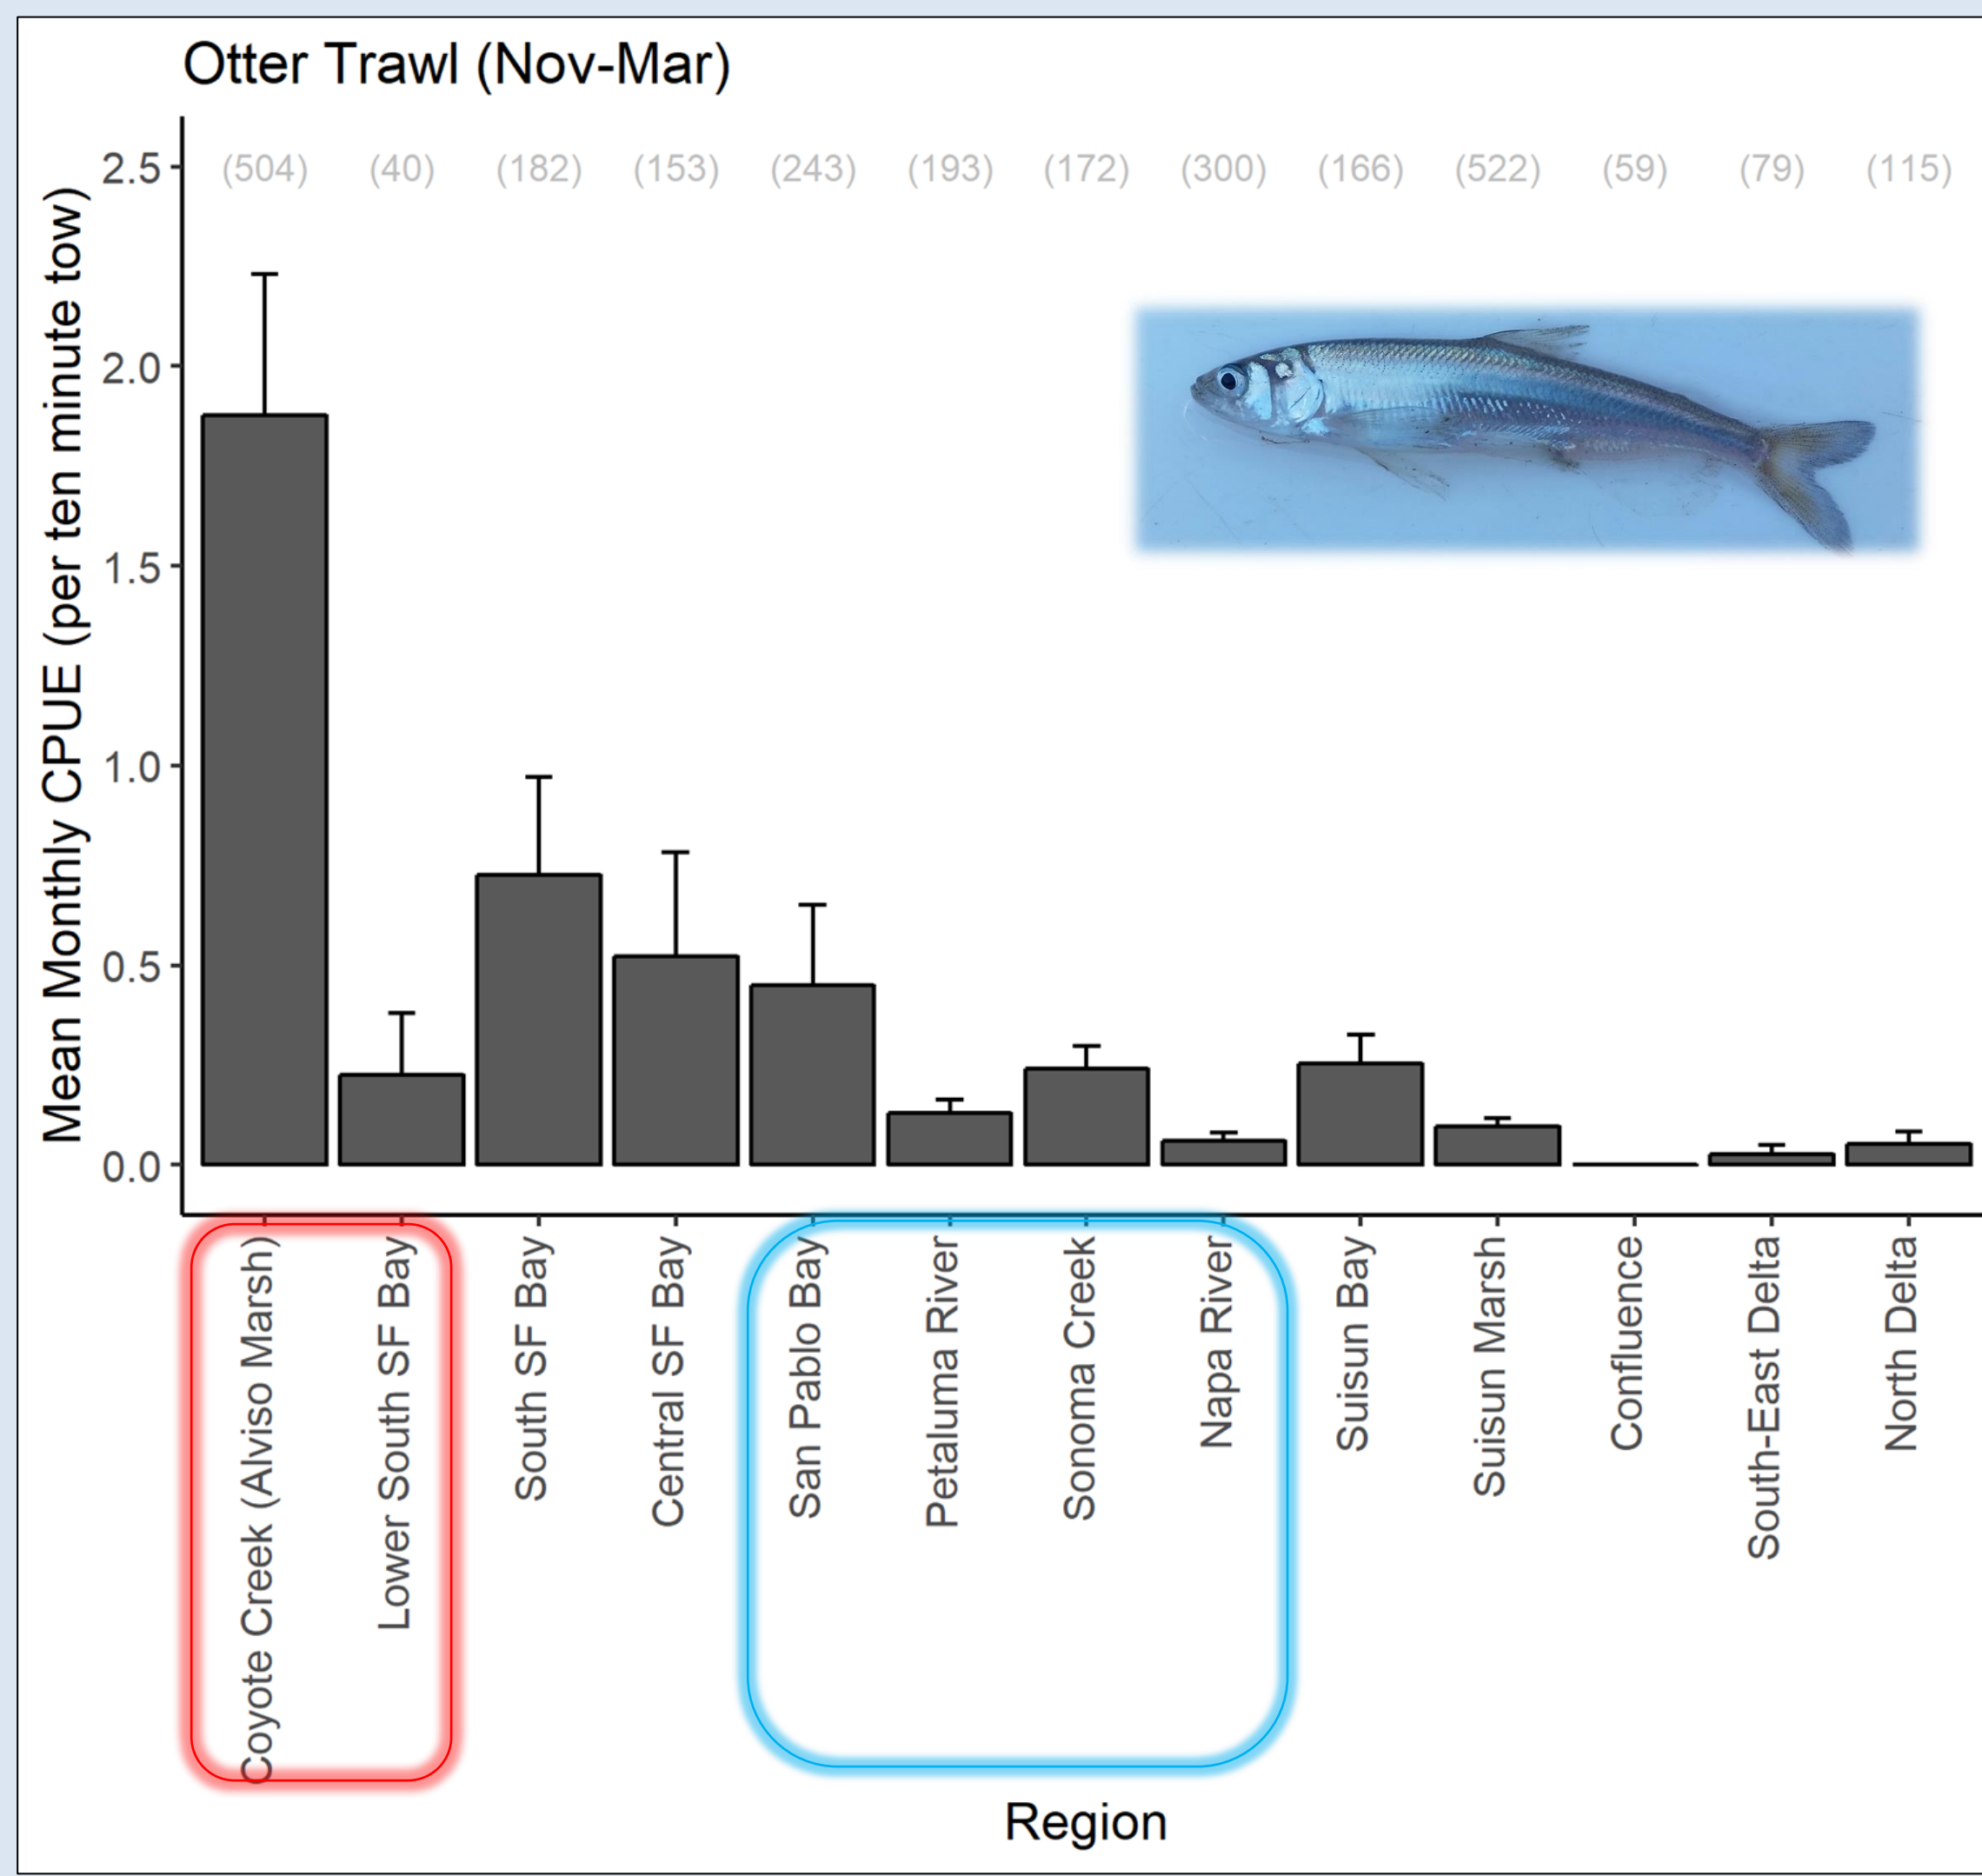 Otter Trawl (Nov-Mar)
Mean Monthly CPUE (per ten minute tow)
2.5
2.0
1.5
1.0
0.5
0.0
(504) (40) (182) (153) (243) (193) (172) (300) (166) (522) (59) (79) (115)
Coyote Creek (Alviso Marsh)
Lower South SF Bay
South SF Bay
Central SF Bay
San Pablo Bay
Petaluma River
Sonoma Creek
Napa River
Suisun Bay
Suisun Marsh
Confluence
South-East Delta
North Delta
Region